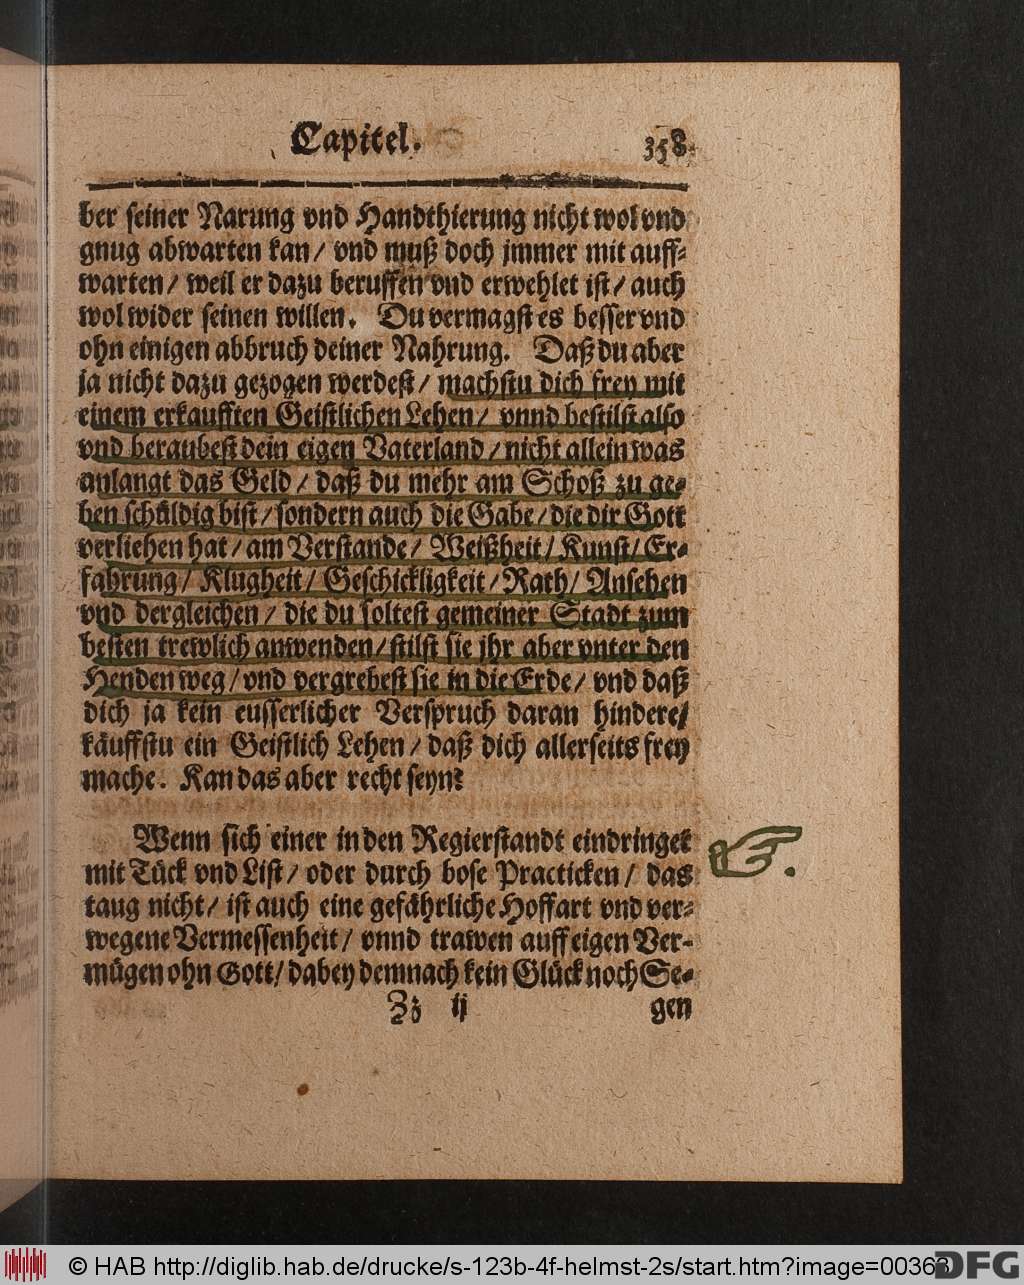 Capitel. 358.
ber seiner Narung vnd Handthierung nicht wol vnd
gnug abwarten kan/ vnd muß doch jmmer mit auff-
warten/ weil er dazu beruffen vnd erwehlet ist/ auch
wol wider seinen willen. Du vermagst es besser vnd
ohn einigen abbruch deiner Nahrung. Daß du aber
ja nicht dazu gezogen werdest/ machstu dich frey mit
einem erkaufften Geistlichen Lehen/ vnnd bestilst also
vnd beraubest dein eigen Vaterland/ nicht allein was
anlangt das Geld/ daß du mehr am Schoß zu ge-
ben schüldig bist/ sondern auch die Gabe/ die dir Gott
verliehen hat/ am Verstande/ Weißheit/ Kunst/ Er-
fahrung/ Klugheit/ Geschickligkeit/ Rath/ Ansehen
vnd dergleichen/ die du soltest gemeiner Stadt zum
besten trewlich anwenden/ stilst sie jhr aber vnter den
Henden weg/ vnd vergrebest sie in die Erde/ vnd daß
dich ja kein eusserlicher Verspruch daran hindere/
käuffstu ein Geistlich Lehen/ daß dich allerseits frey
mache. Kan das aber recht seyn?
Wenn sich einer in den Regierstandt eindringet
mit Tück vnd List/ oder durch bose Practicken/ das
taug nicht/ ist auch eine gefährliche Hoffart vnd ver-
wegene Vermessenheit/ vnnd trawen auff eigen Ver-
mügen ohn Gott/ dabey demnach kein Glück noch Se-
Zz ij gen
© HAB http://diglib.hab.de/drucke/s-123b-4f-helmst-2s/start.htm?image=00363
DFG